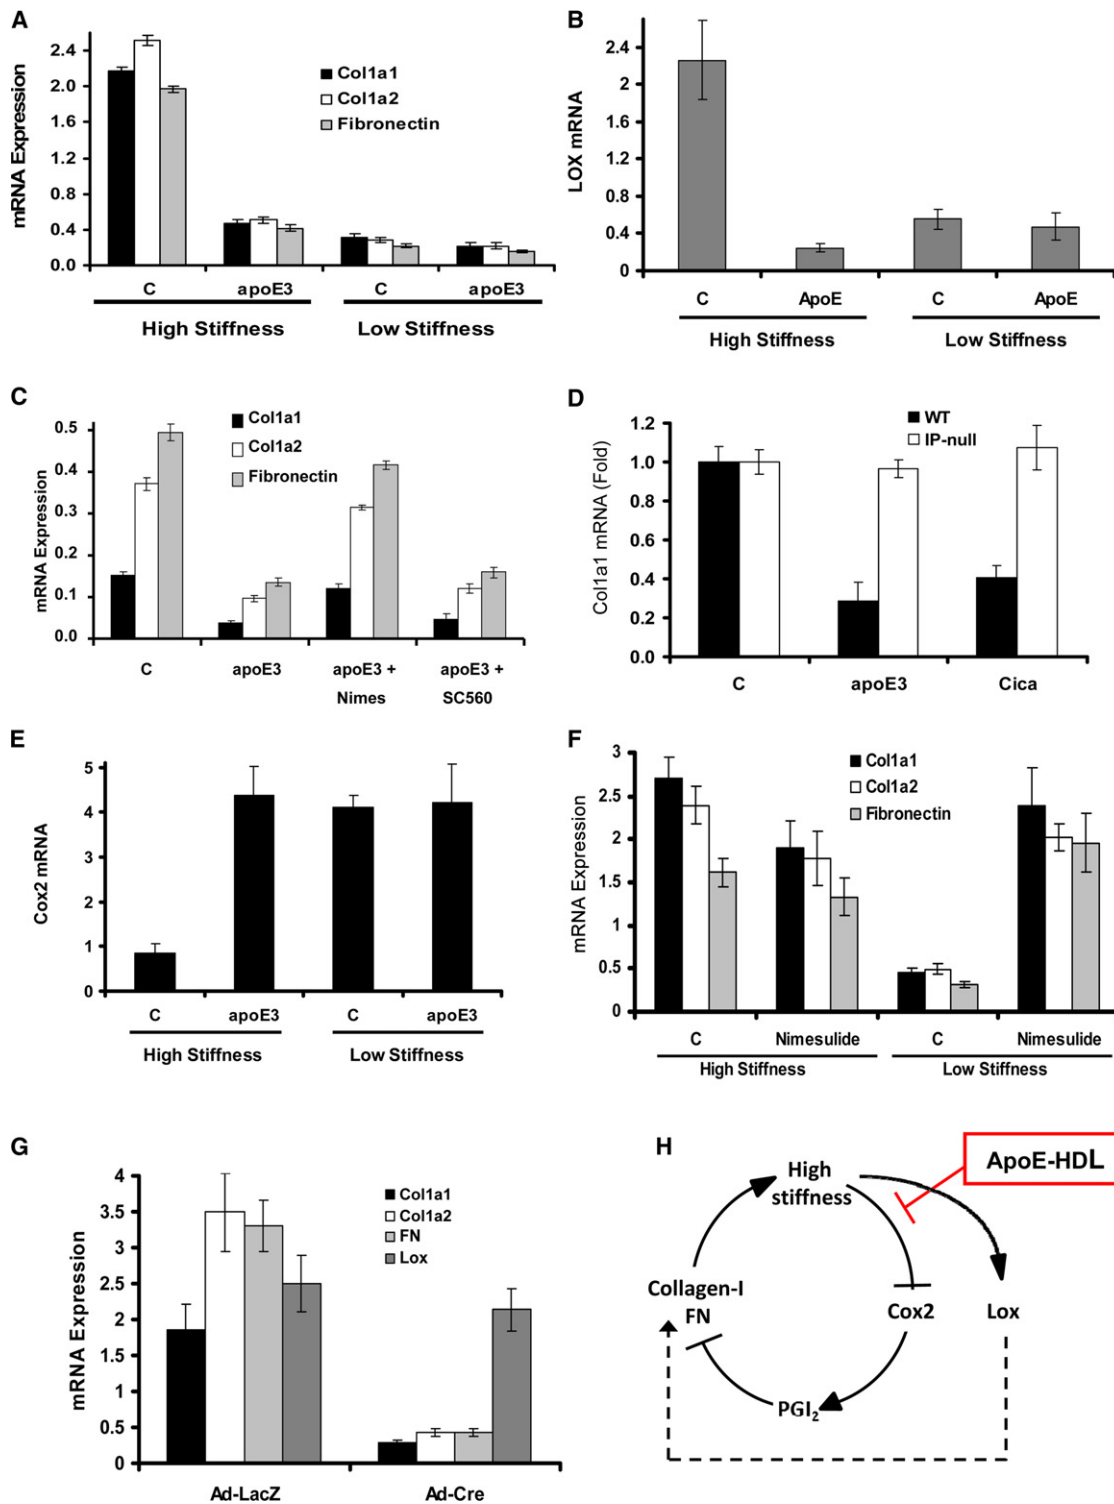 A
mRNA Expression
2.4
2.0
1.6
1.2
0.8
0.4
0.0
Col1a1
Col1a2
Fibronectin
C apoE3 C apoE3
High Stiffness Low Stiffness
B
LOX mRNA
2.4
2
1.6
1.2
0.8
0.4
0
C ApoE C ApoE
High Stiffness Low Stiffness
C
mRNA Expression
0.5
0.4
0.3
0.2
0.1
0.0
Col1a1
Col1a2
Fibronectin
C apoE3 apoE3 + apoE3 +
Nimes SC560
D
Col1a1 mRNA (Fold)
1.2
1.0
0.8
0.6
0.4
0.2
0.0
WT
IP-null
C apoE3 Cica
E
Cox2 mRNA
5
4
3
2
1
0
C apoE3 C apoE3
High Stiffness Low Stiffness
F
mRNA Expression
3
2.5
2
1.5
1
0.5
0
Col1a1
Col1a2
Fibronectin
C Nimesulide C Nimesulide
High Stiffness Low Stiffness
G
mRNA Expression
4
3.5
3
2.5
2
1.5
1
0.5
0
Col1a1
Col1a2
FN
Lox
Ad-LacZ Ad-Cre
H
ApoE-HDL
High
stiffness
Collagen-I
FN
Cox2
Lox
PGI2